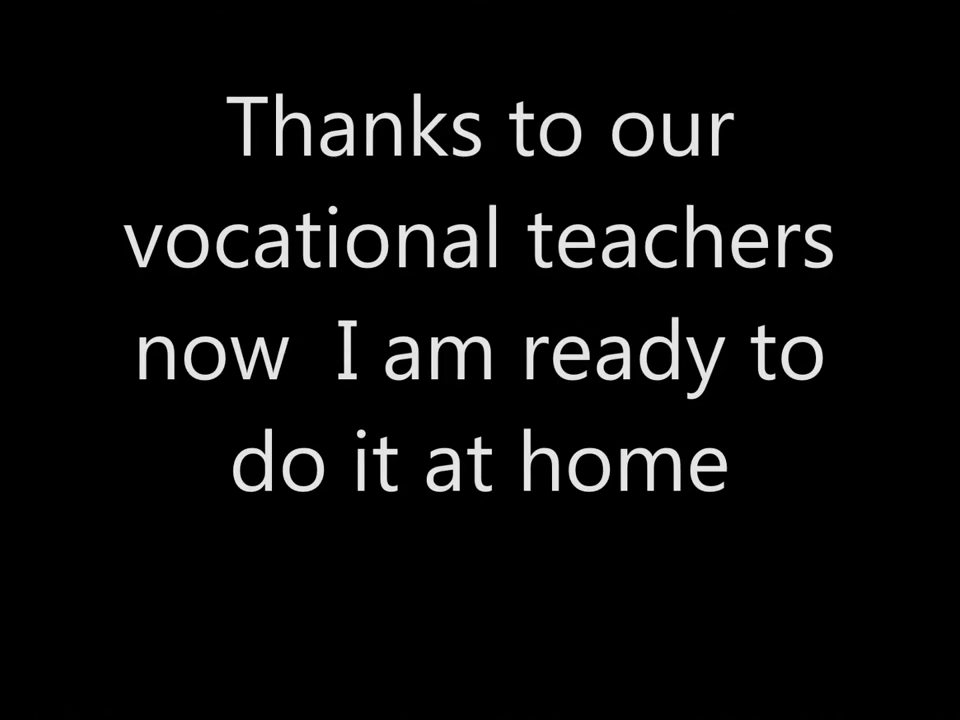 Thanks to our
vocational teachers
now  I am ready to
do it at home